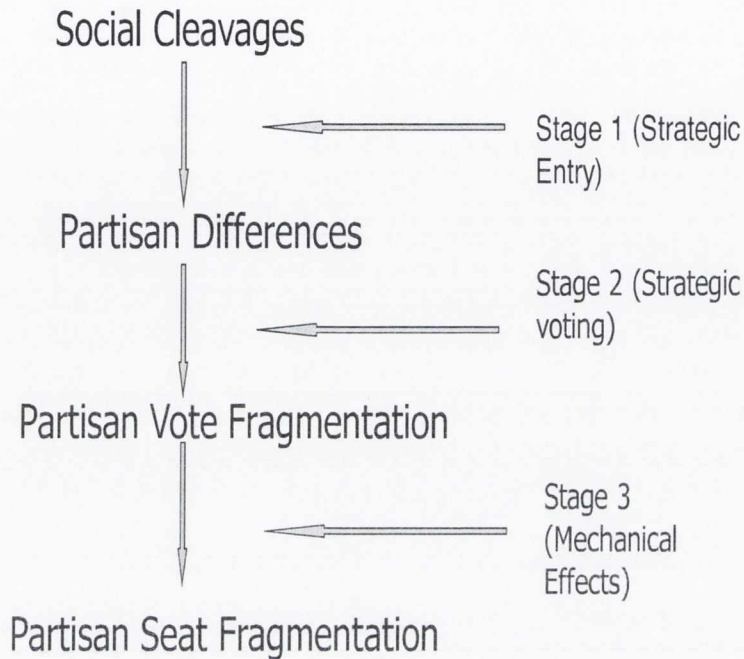 Social Cleavages
Stage 1 (Strategic
Entry)
Partisan Differences
Stage 2 (Strategic
voting)
Partisan Vote Fragmentation
Stage 3
(Mechanical
Effects)
Partisan Seat Fragmentation